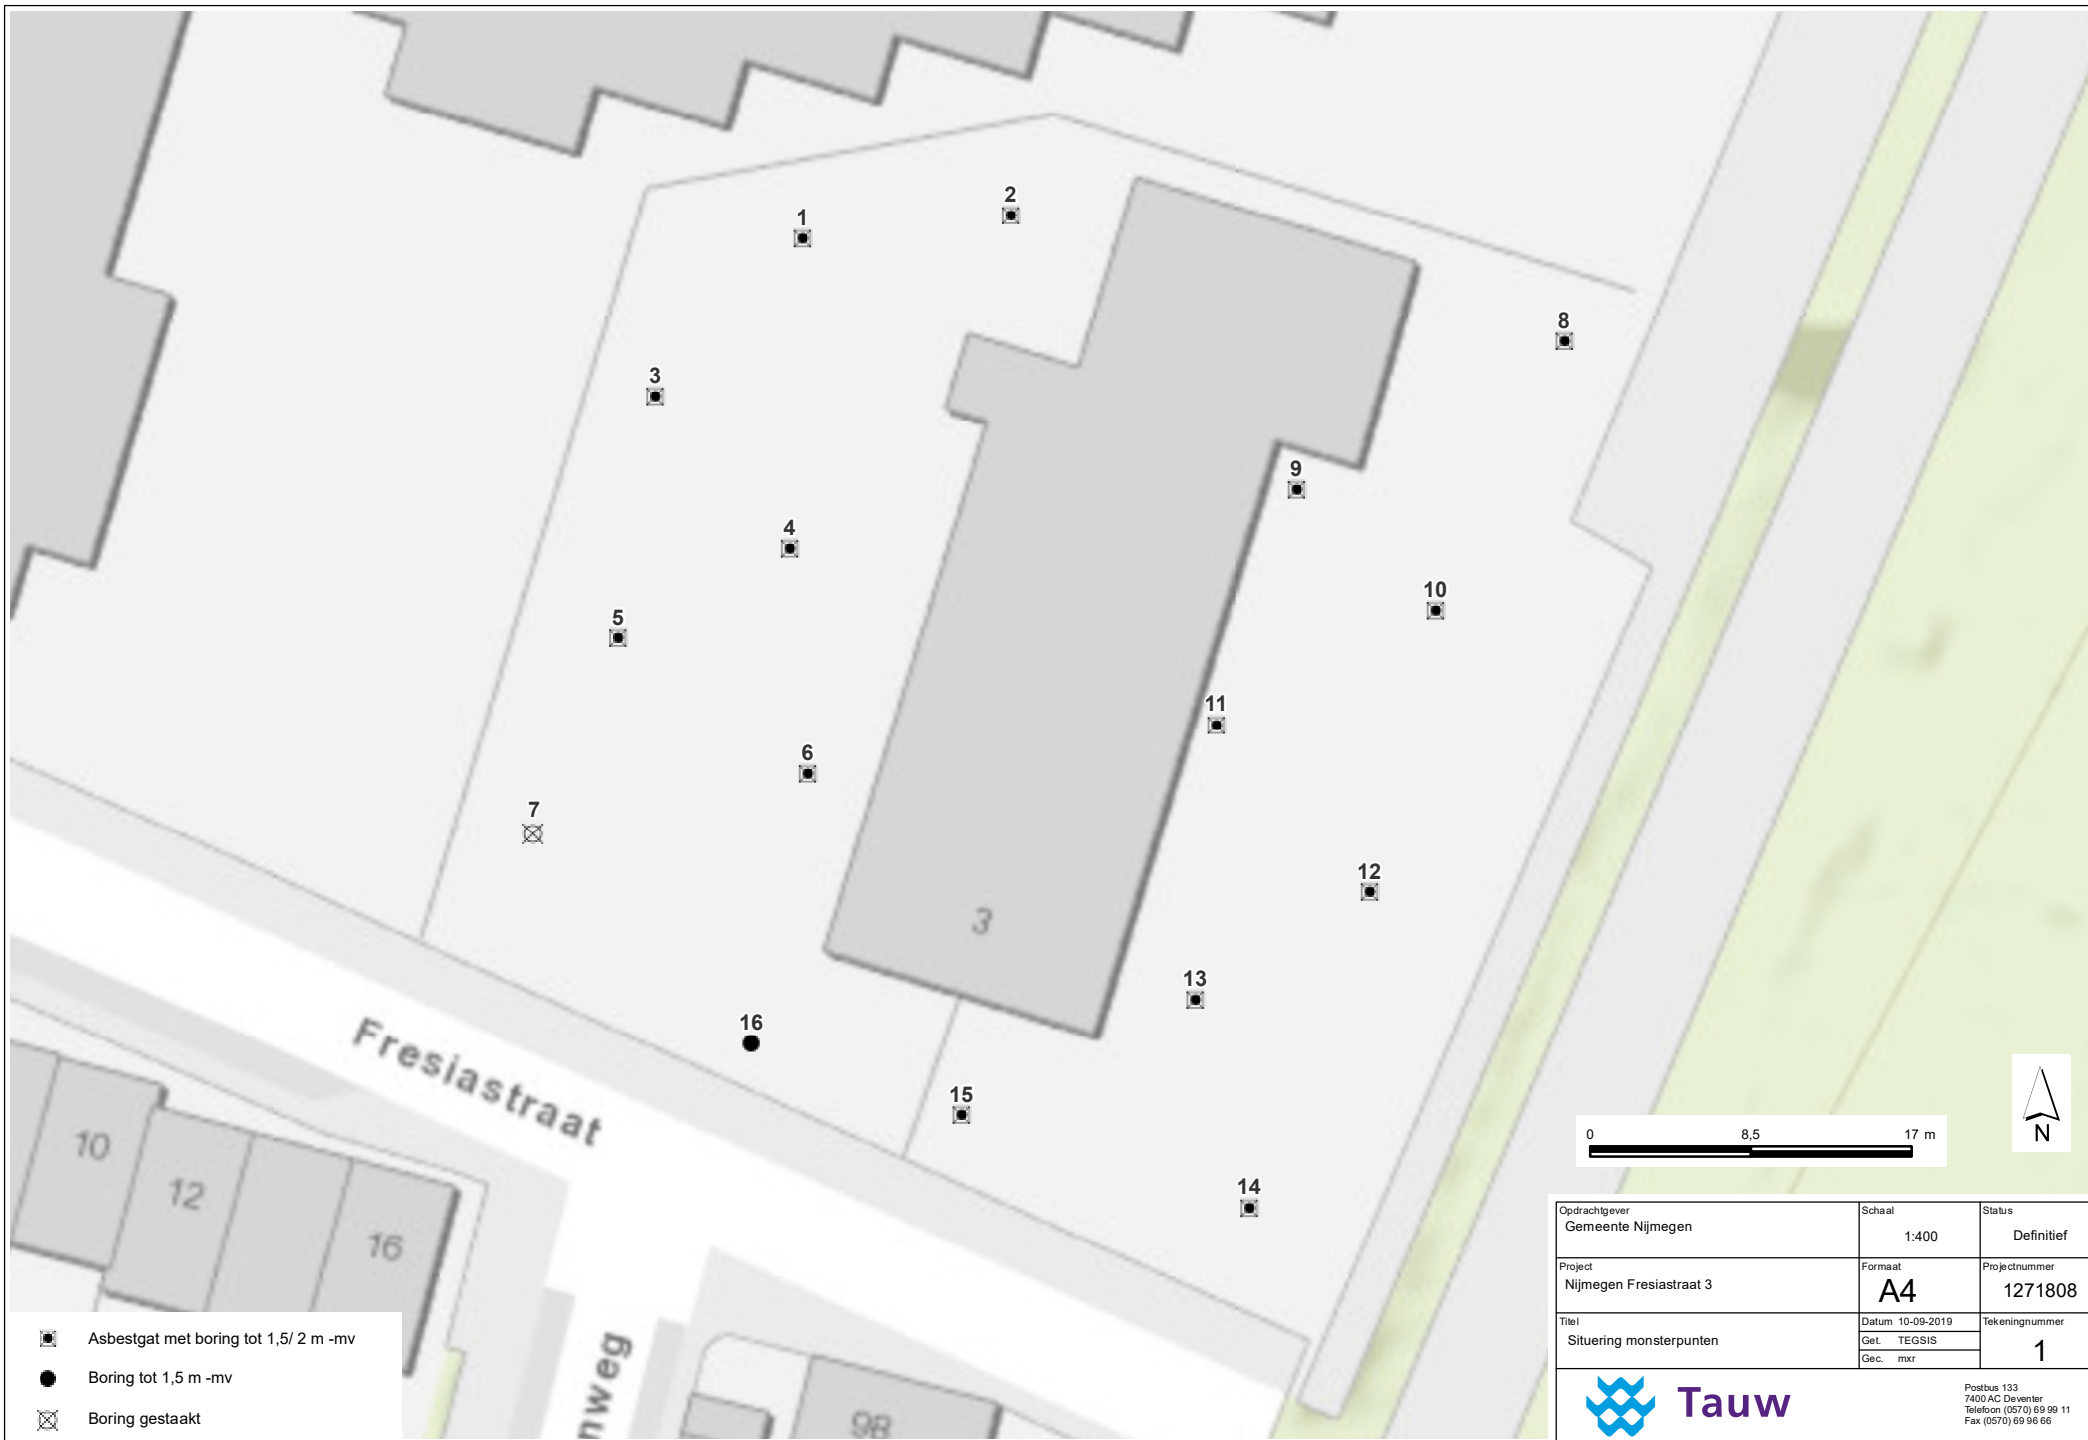 1
2
3
4
5
6
7
8
9
10
11
12
13
14
15
16
3
Fresiastraat
10
12
16
nweg
9B
0 8,5 17 m
N
Asbestgat met boring tot 1,5/ 2 m -mv
Boring tot 1,5 m -mv
Boring gestaakt
Opdrachtgever
Gemeente Nijmegen
Schaal
1:400
Status
Definitief
Project
Nijmegen Fresiastraat 3
Formaat
A4
Projectnummer
1271808
Titel
Situering monsterpunten
Datum 10-09-2019
Get. TEGSIS
Gec. mxr
Tekeningnummer
1
Tauw
Postbus 133
7400 AC Deventer
Telefoon (0570) 69 99 11
Fax (0570) 69 96 66